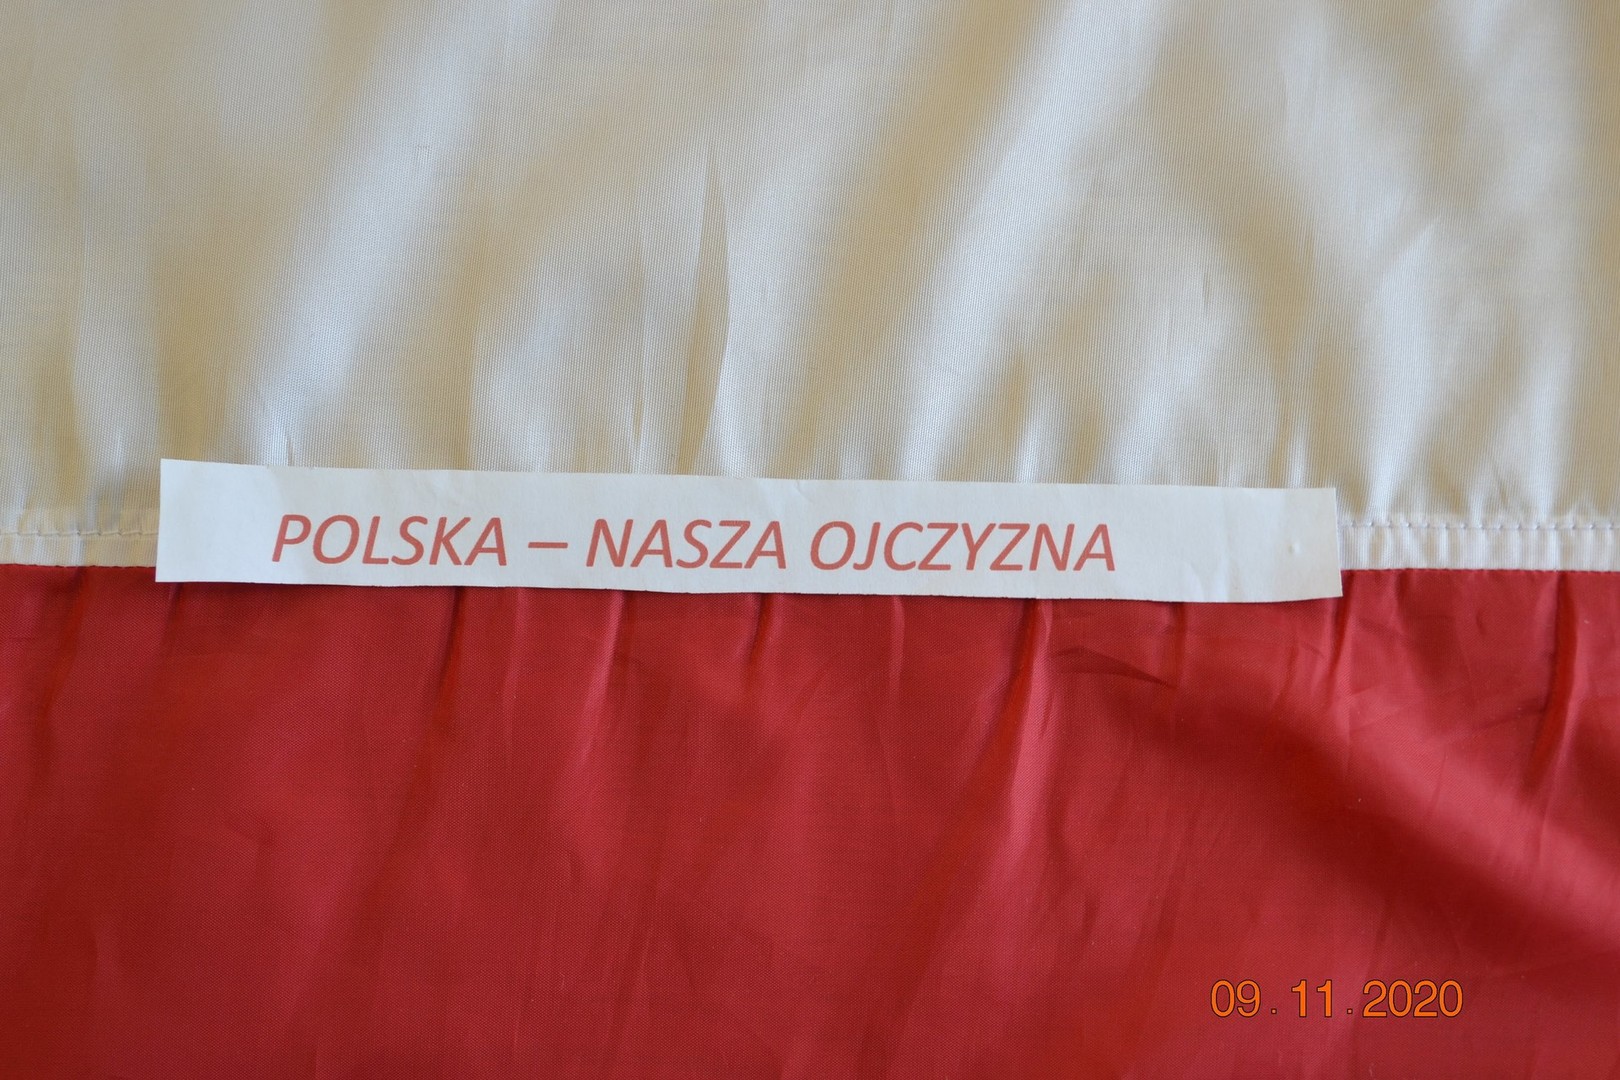 POLSKA – NASZA OJCZYZNA
09.11.2020